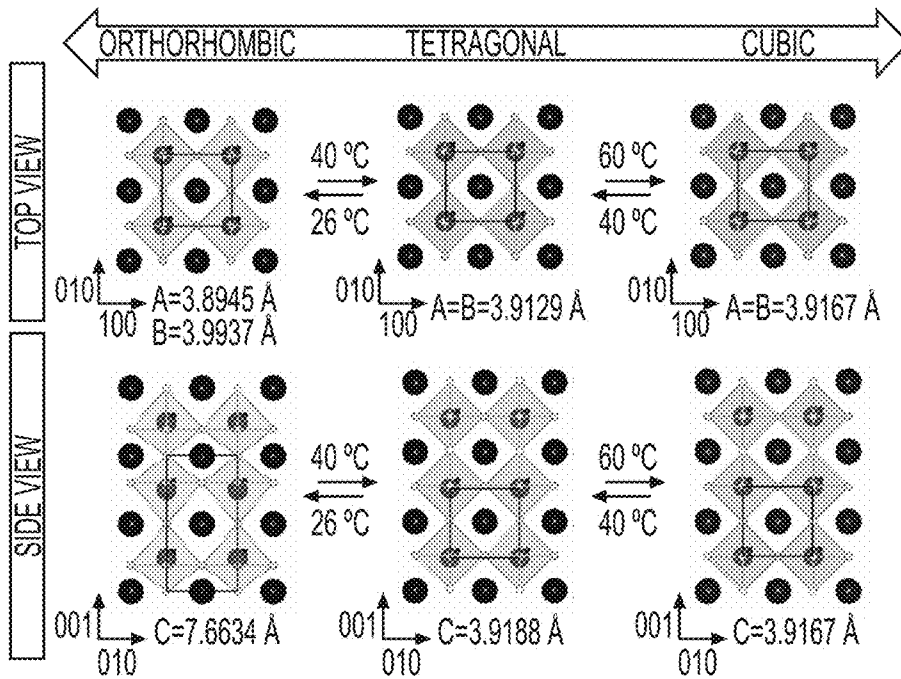 ORTHORHOMBIC TETRAGONAL CUBIC
TOP VIEW
40 ºC
26 ºC
60 ºC
40 ºC
010
100
A=3.8945 Å
B=3.9937 Å
010
100
A=B=3.9129 Å
010
100
A=B=3.9167 Å
SIDE VIEW
40 ºC
26 ºC
60 ºC
40 ºC
001
010
C=7.6634 Å
001
010
C=3.9188 Å
001
010
C=3.9167 Å